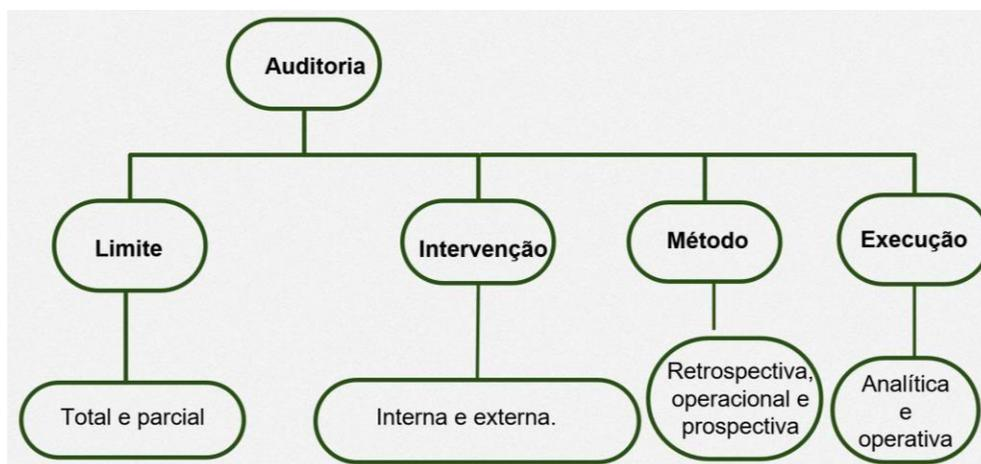 Auditoria
Limite
Intervenção
Método
Execução
Total e parcial
Interna e externa.
Retrospectiva,
operacional e
prospectiva
Analítica
e
operativa